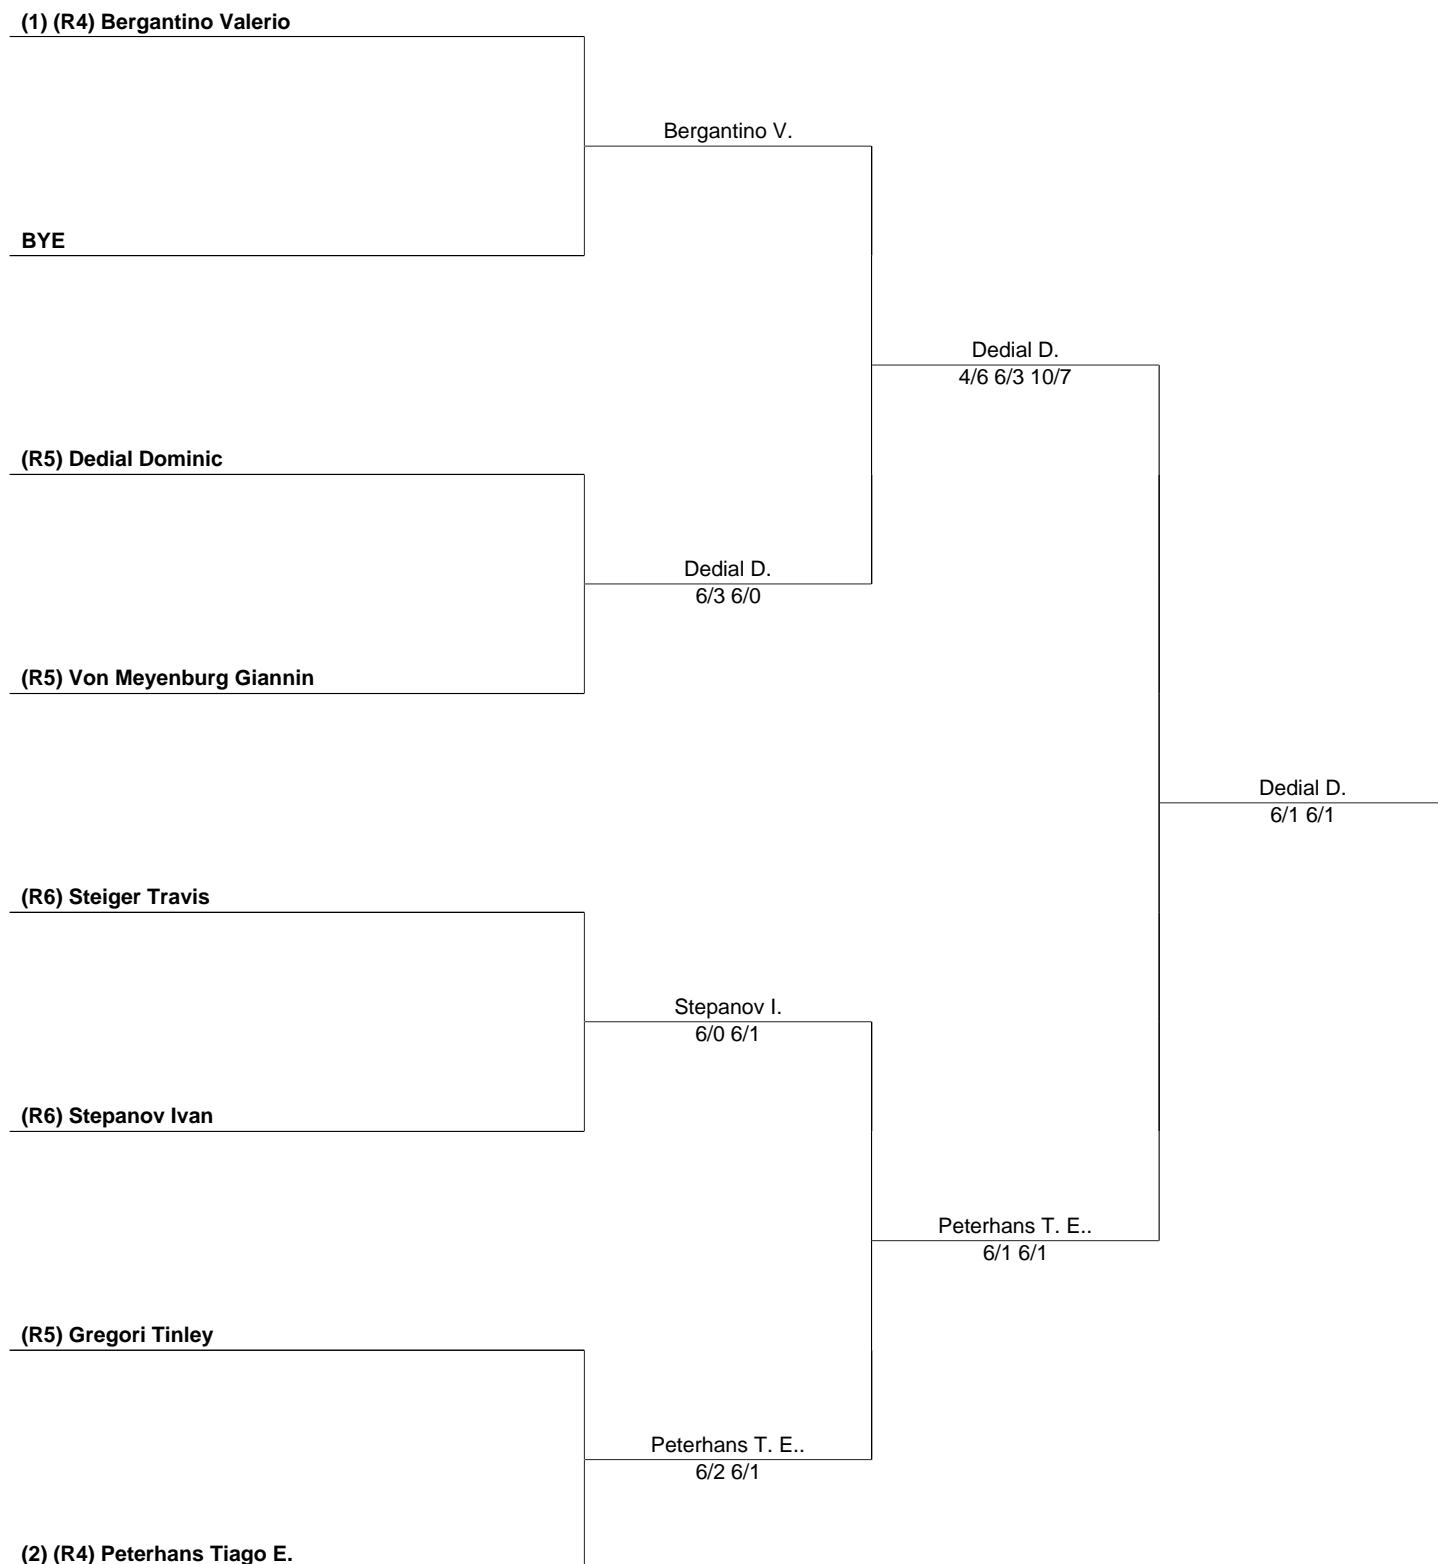 (1) (R4) Bergantino Valerio
Bergantino V.
BYE
Dedial D.
4/6 6/3 10/7
(R5) Dedial Dominic
Dedial D.
6/3 6/0
(R5) Von Meyenburg Giannin
Dedial D.
6/1 6/1
(R6) Steiger Travis
Stepanov I.
6/0 6/1
(R6) Stepanov Ivan
Peterhans T. E..
6/1 6/1
(R5) Gregori Tinley
Peterhans T. E..
6/2 6/1
(2) (R4) Peterhans Tiago E.